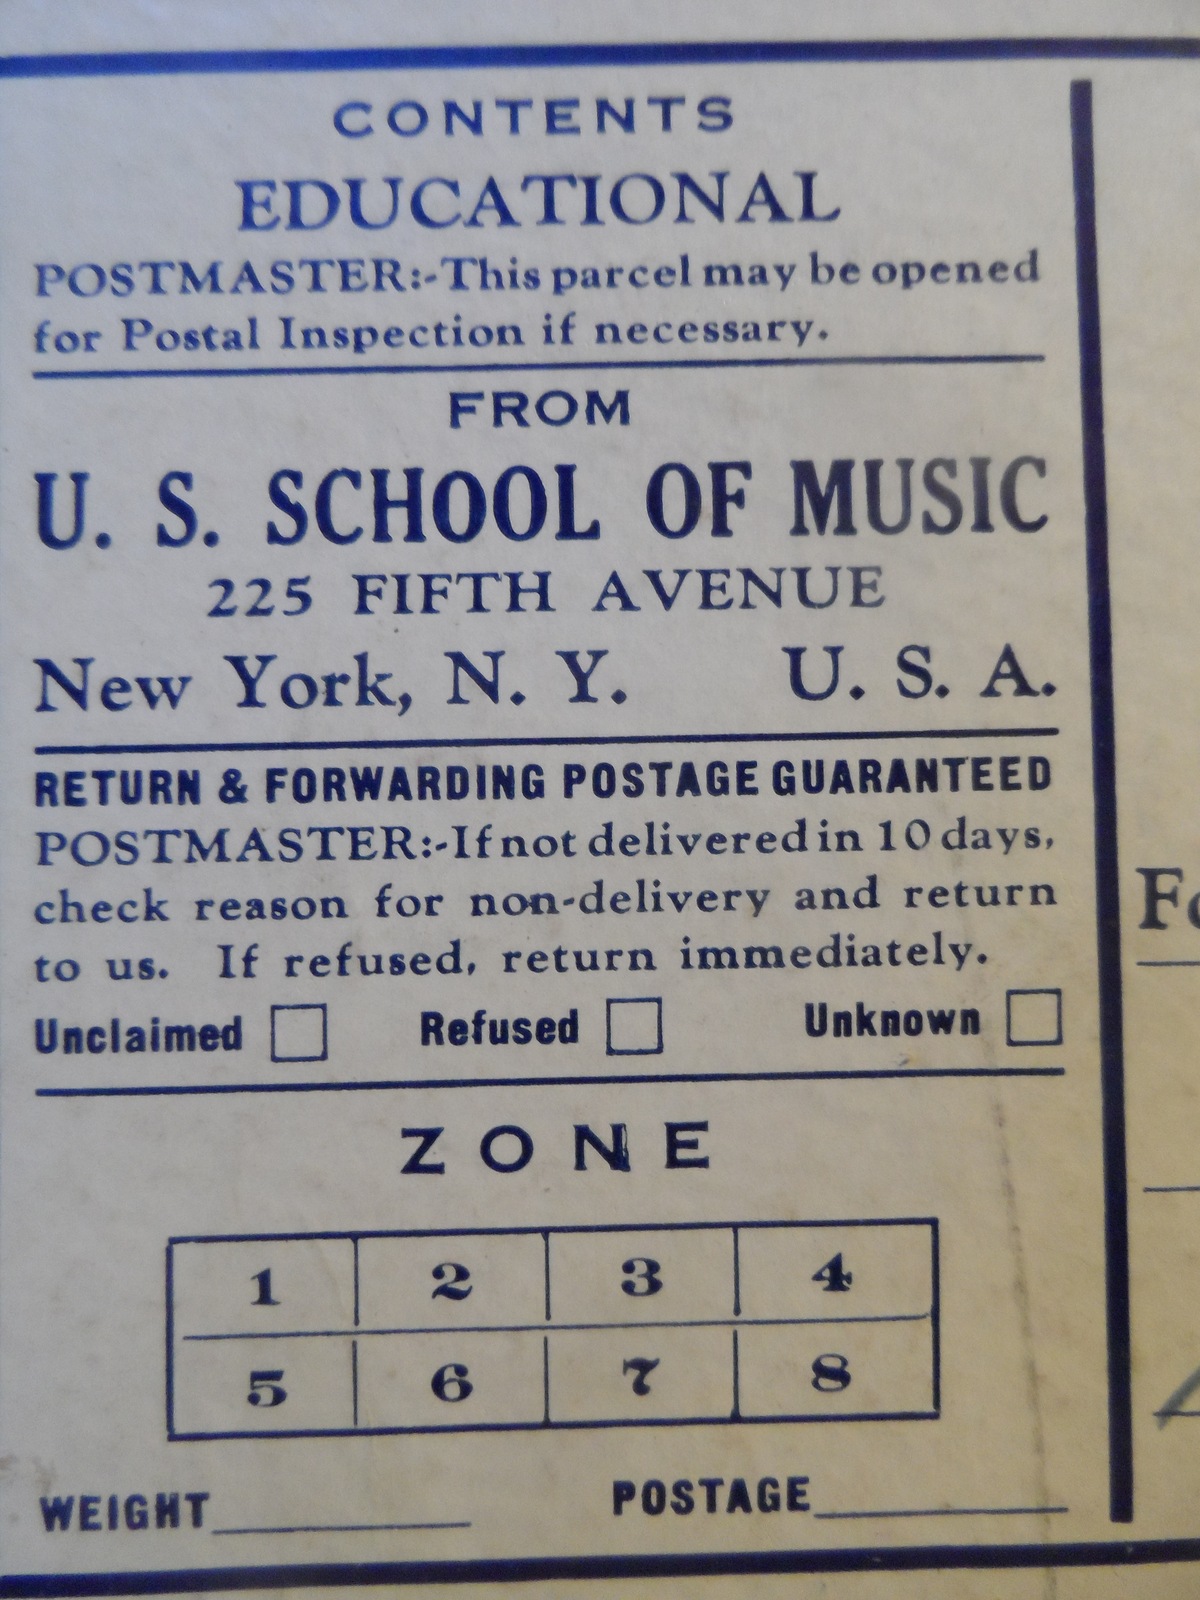 CONTENTS
EDUCATIONAL
POSTMASTER:-This parcel may be opened
for Postal Inspection if necessary.
FROM
U. S. SCHOOL OF MUSIC
225 FIFTH AVENUE
New York, N. Y. U. S. A.
RETURN & FORWARDING POSTAGE GUARANTEED
POSTMASTER:-If not delivered in 10 days,
check reason for non-delivery and return
to us. If refused, return immediately.
Unclaimed Refused Unknown
ZONE
1 2 3 4
5 6 7 8
WEIGHT POSTAGE